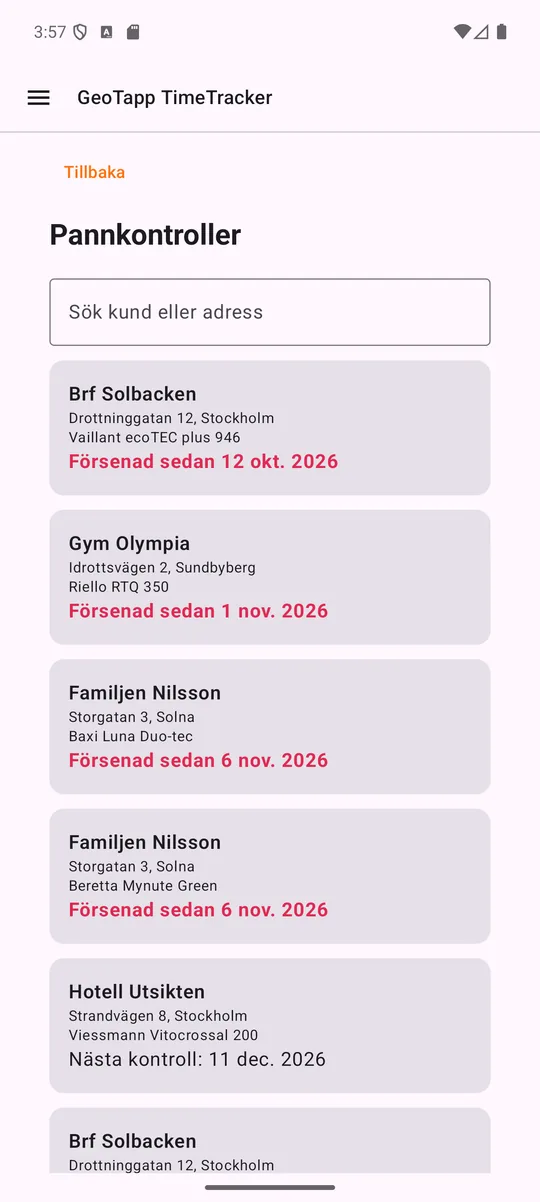 3:57
GeoTapp TimeTracker
Tillbaka
Pannkontroller
Sök kund eller adress
Brf Solbacken
Drottninggatan 12, Stockholm
Vaillant ecoTEC plus 946
Försenad sedan 12 okt. 2026
Gym Olympia
Idrottsvägen 2, Sundbyberg
Riello RTQ 350
Försenad sedan 1 nov. 2026
Familjen Nilsson
Storgatan 3, Solna
Baxi Luna Duo-tec
Försenad sedan 6 nov. 2026
Familjen Nilsson
Storgatan 3, Solna
Beretta Mynute Green
Försenad sedan 6 nov. 2026
Hotell Utsikten
Strandvägen 8, Stockholm
Viessmann Vitocrossal 200
Nästa kontroll: 11 dec. 2026
Brf Solbacken
Drottninggatan 12, Stockholm